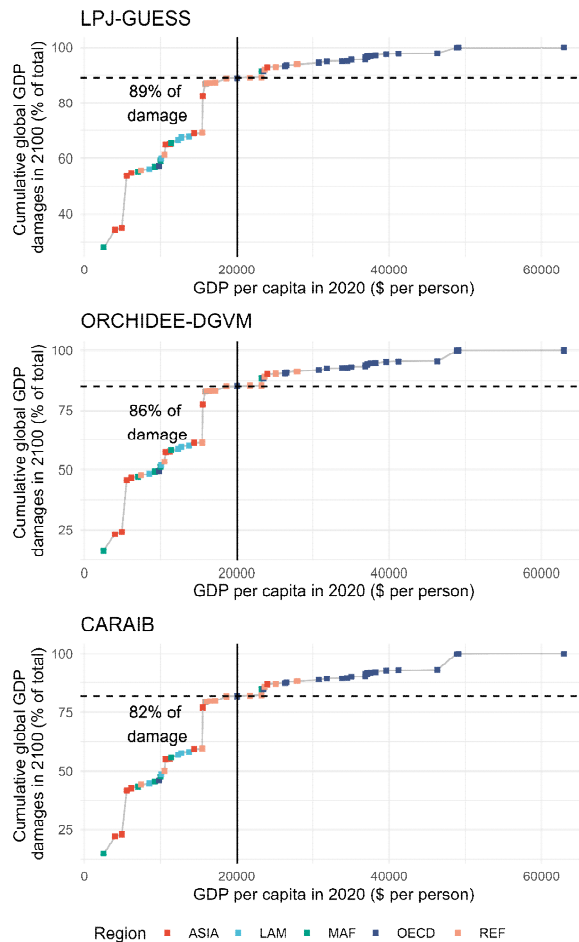 LPJ-GUESS
Cumulative global GDP
damages in 2100 (% of total)
100
80
60
40
89% of
damage
0
20000
40000
60000
GDP per capita in 2020 ($ per person)
ORCHIDEE-DGVM
Cumulative global GDP
damages in 2100 (% of total)
100
75
50
25
86% of
damage
0
20000
40000
60000
GDP per capita in 2020 ($ per person)
CARAIB
Cumulative global GDP
damages in 2100 (% of total)
100
75
50
25
82% of
damage
0
20000
40000
60000
GDP per capita in 2020 ($ per person)
Region ASIA LAM MAF OECD REF